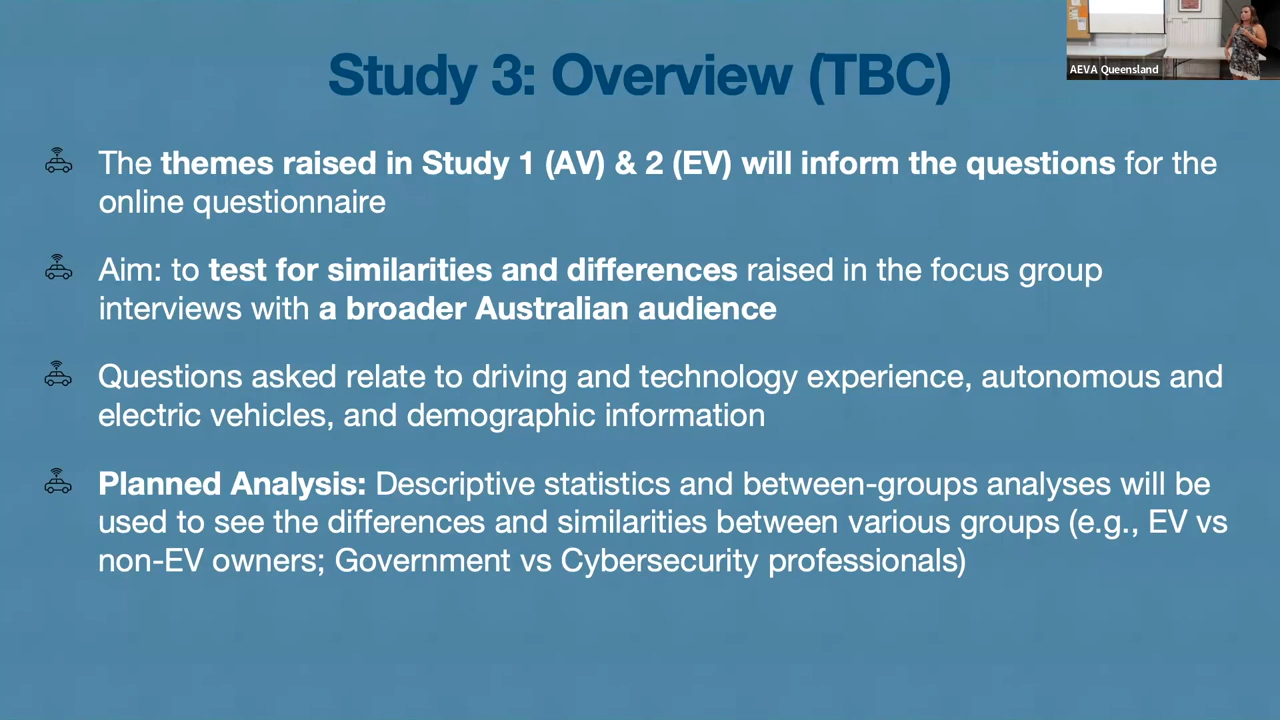 Study 3: Overview (TBC)
AEVA Queensland
The themes raised in Study 1 (AV) & 2 (EV) will inform the questions for the
online questionnaire
Aim: to test for similarities and differences raised in the focus group
interviews with a broader Australian audience
Questions asked relate to driving and technology experience, autonomous and
electric vehicles, and demographic information
Planned Analysis: Descriptive statistics and between-groups analyses will be
used to see the differences and similarities between various groups (e.g., EV vs
non-EV owners; Government vs Cybersecurity professionals)